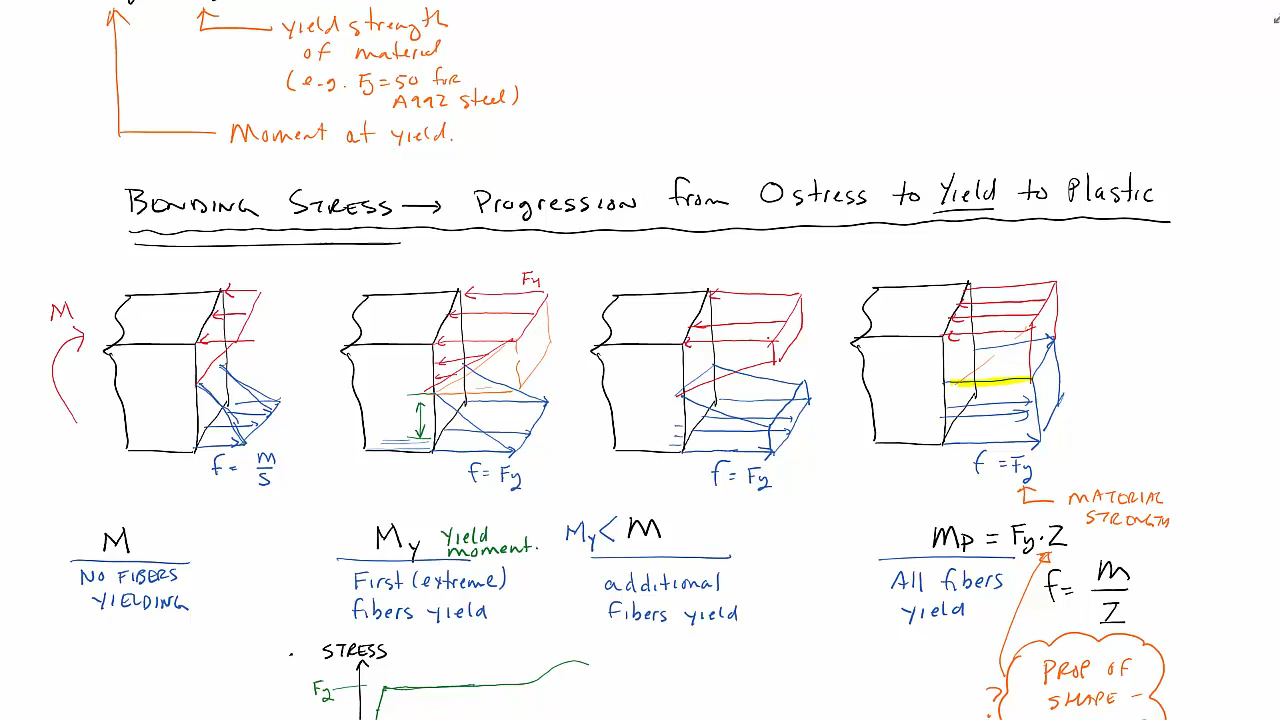 yield strength
of material
(e.g. Fy=50 for
A992 steel)
Moment at yield.
BENDING STRESS → Progression from 0 stress to Yield to Plastic
M
Fy
f = M/S
f = Fy
f = Fy
f = Fy
MATERIAL
STRENGTH
M
My yield
moment.
My < M
Mp = Fy·Z
NO FIBERS
YIELDING
First (extreme)
fibers yield
additional
fibers yield
All fibers
yield
f = M/Z
STRESS
Fy
PROP OF
SHAPE –
?